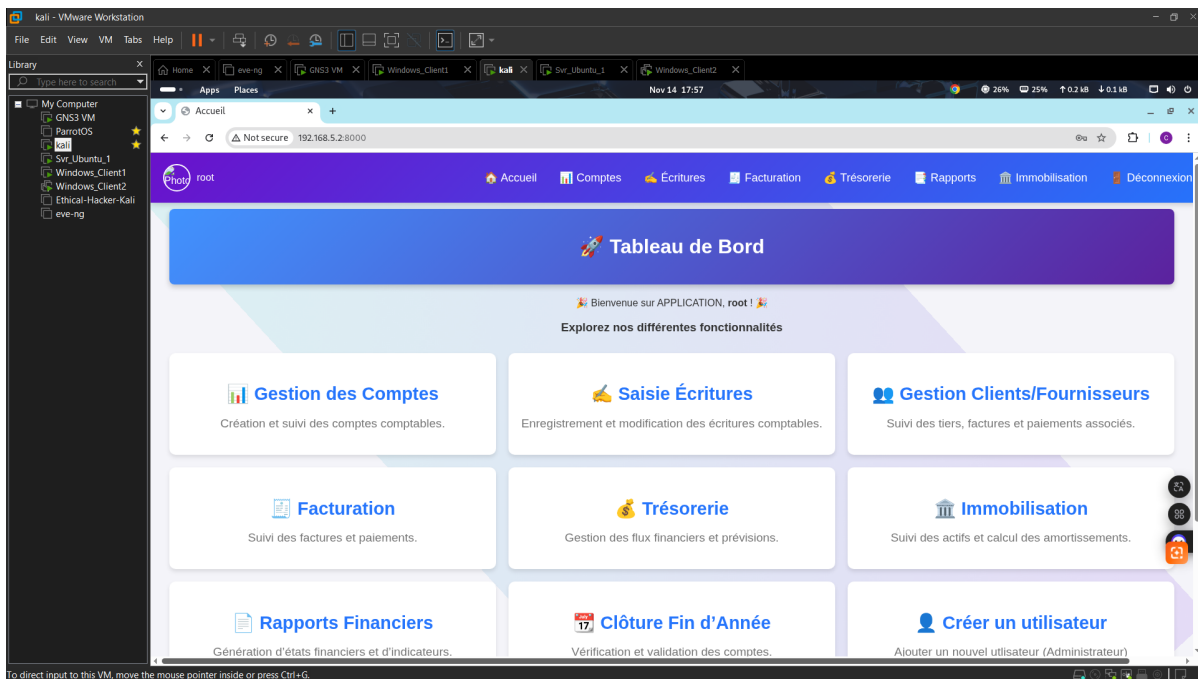 kali - VMware Workstation
File Edit View VM Tabs Help
Library X
Type here to search
My Computer
GNS3 VM
ParrotOS
kali
Svr_Ubuntu_1
Windows_Client1
Windows_Client2
Ethical-Hacker-Kali
eve-ng
Home X eve-ng X GNS3 VM X Windows_Client1 X kali X Svr_Ubuntu_1 X Windows_Client2 X
Apps Places Nov 14 17:57 26% 25% ↑0.2 kB ↓0.1 kB
Accueil × +
Not secure 192.168.5.2:8000 C
Photo root 🏠 Accueil 📊 Comptes ✍️ Écritures 🧾 Facturation 💰 Trésorerie 📑 Rapports 🏛️ Immobilisation 🚪 Déconnexion
🚀 Tableau de Bord
🎉 Bienvenue sur APPLICATION, root ! 🎉
Explorez nos différentes fonctionnalités
📊 Gestion des Comptes
Création et suivi des comptes comptables.
✍️ Saisie Écritures
Enregistrement et modification des écritures comptables.
👥 Gestion Clients/Fournisseurs
Suivi des tiers, factures et paiements associés.
🧾 Facturation
Suivi des factures et paiements.
💰 Trésorerie
Gestion des flux financiers et prévisions.
🏛️ Immobilisation
Suivi des actifs et calcul des amortissements.
📄 Rapports Financiers
Génération d'états financiers et d'indicateurs.
📆 Clôture Fin d'Année
Vérification et validation des comptes.
👤 Créer un utilisateur
Ajouter un nouvel utlisateur (Administrateur)
To direct input to this VM, move the mouse pointer inside or press Ctrl+G.